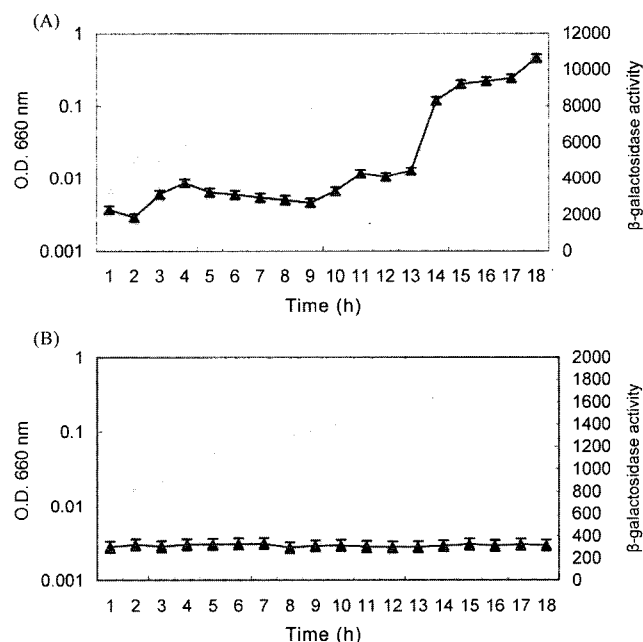 (A)
1
0.1
0.01
0.001
O.D. 660 nm
12000
10000
8000
6000
4000
2000
0
β-galactosidase activity
1 2 3 4 5 6 7 8 9 10 11 12 13 14 15 16 17 18
Time (h)
(B)
1
0.1
0.01
0.001
O.D. 660 nm
2000
1800
1600
1400
1200
1000
800
600
400
200
0
β-galactosidase activity
1 2 3 4 5 6 7 8 9 10 11 12 13 14 15 16 17 18
Time (h)